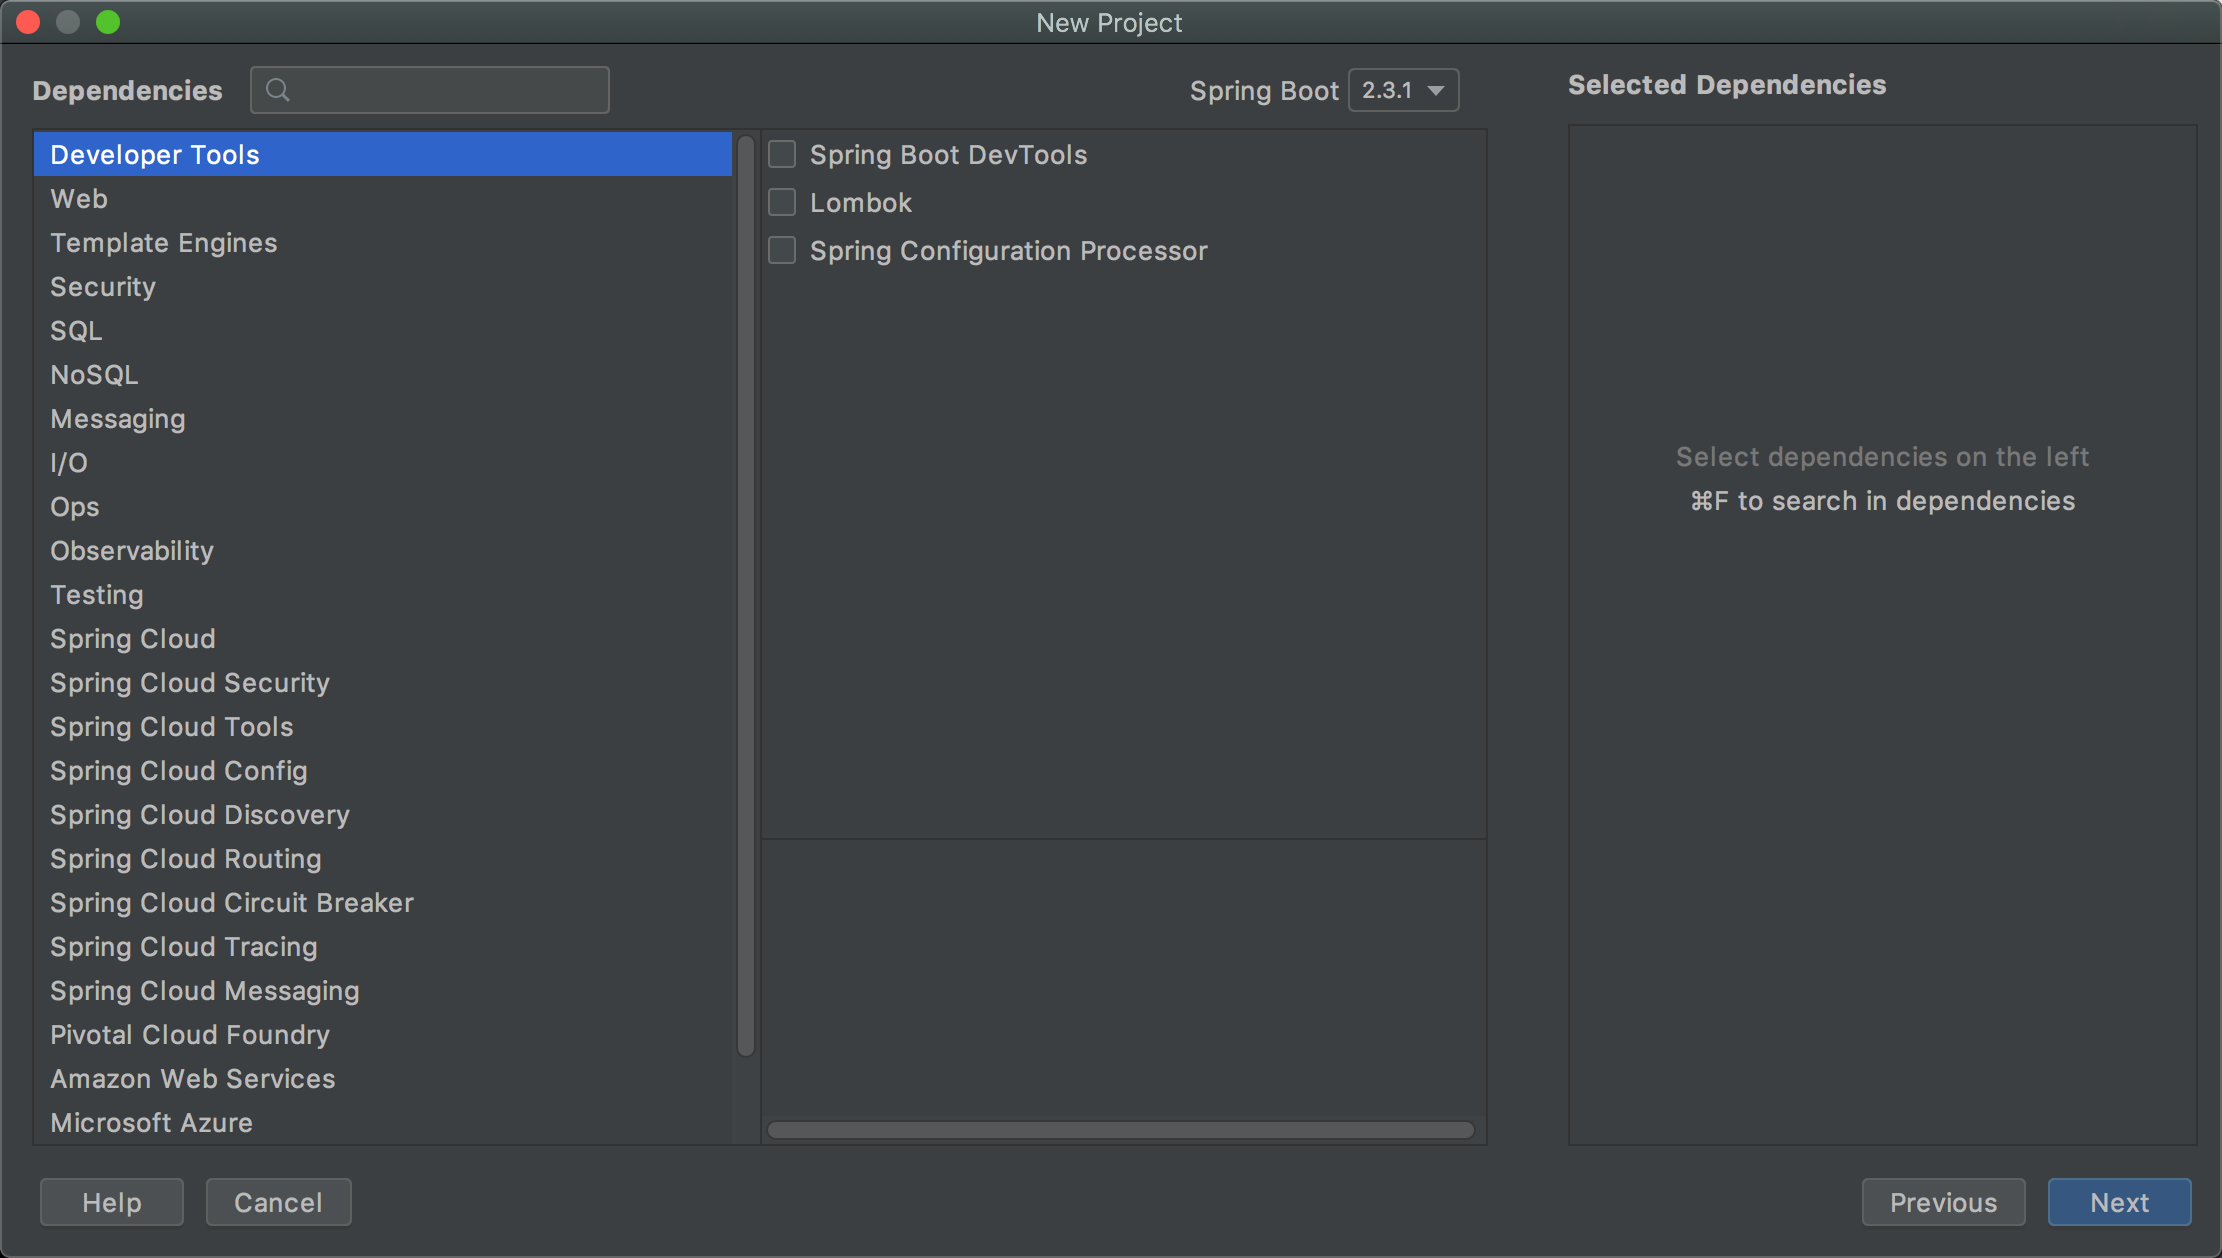 New Project
Dependencies
Spring Boot 2.3.1
Selected Dependencies
Developer Tools
Web
Template Engines
Security
SQL
NoSQL
Messaging
I/O
Ops
Observability
Testing
Spring Cloud
Spring Cloud Security
Spring Cloud Tools
Spring Cloud Config
Spring Cloud Discovery
Spring Cloud Routing
Spring Cloud Circuit Breaker
Spring Cloud Tracing
Spring Cloud Messaging
Pivotal Cloud Foundry
Amazon Web Services
Microsoft Azure
Spring Boot DevTools
Lombok
Spring Configuration Processor
Select dependencies on the left
⌘F to search in dependencies
Help
Cancel
Previous
Next